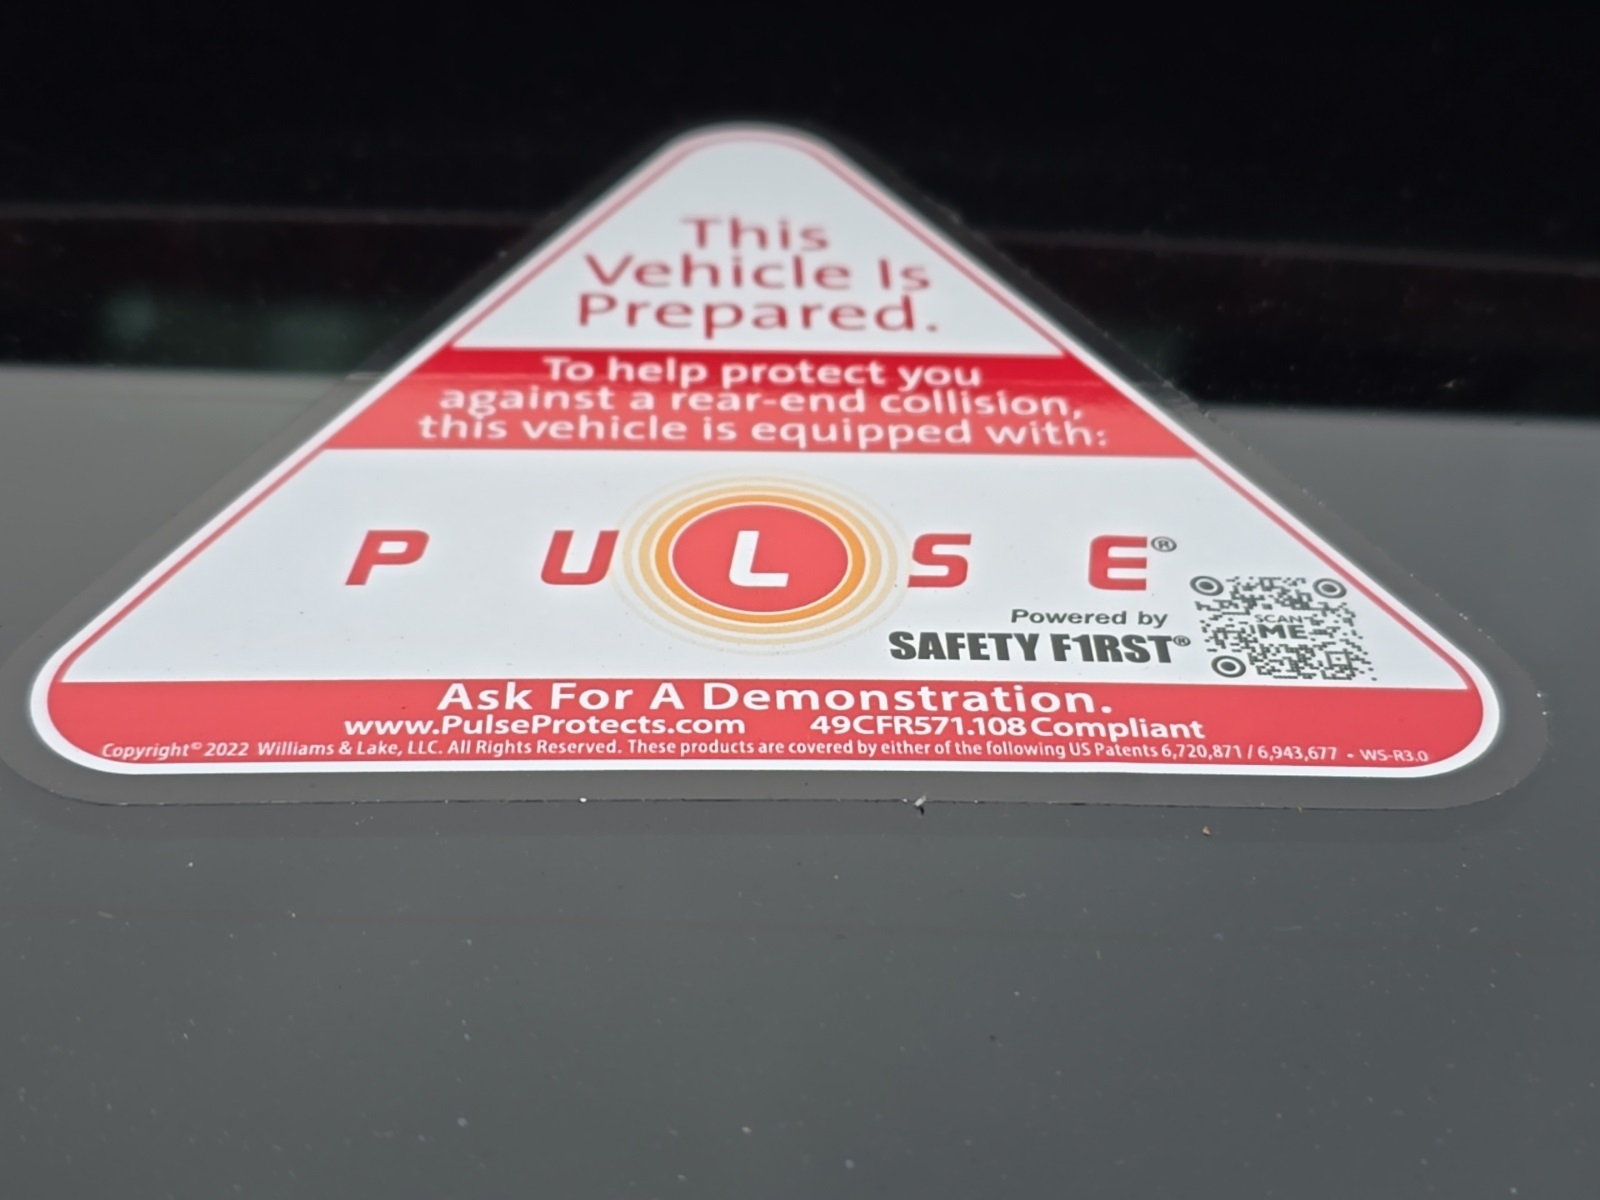 This
Vehicle Is
Prepared.
To help protect you
against a rear-end collision,
this vehicle is equipped with:
PULSE®
Powered by
SAFETY F1RST®
SCAN
ME
Ask For A Demonstration.
www.PulseProtects.com 49CFR571.108 Compliant
Copyright© 2022 Williams & Lake, LLC. All Rights Reserved. These products are covered by either of the following US Patents 6,720,871 / 6,943,677 - WS-R3.0